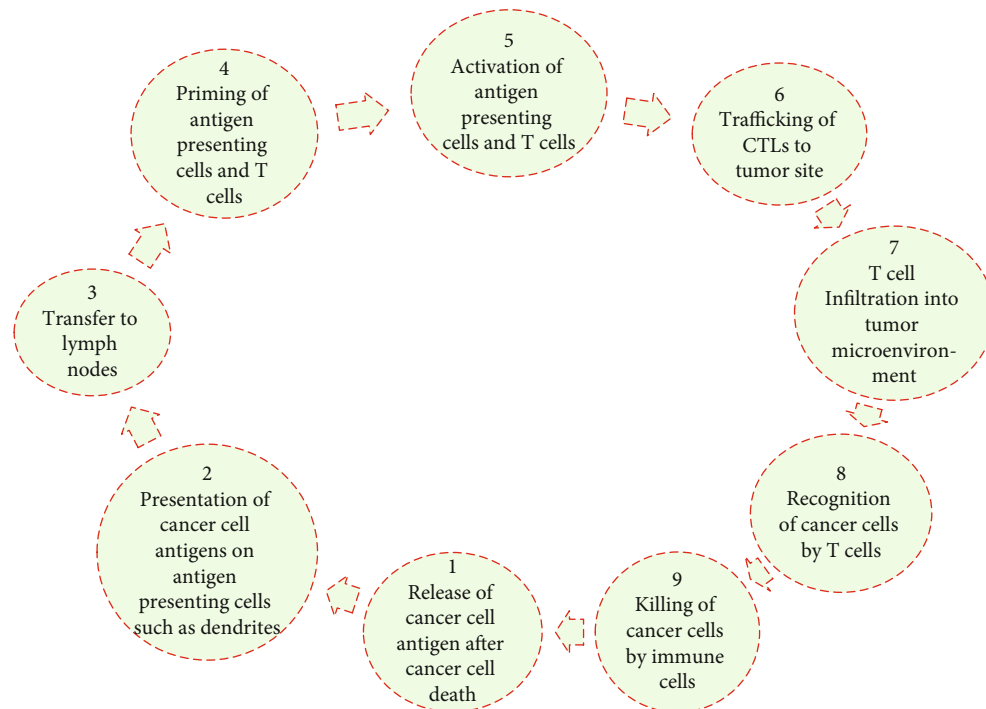 1
Release of
cancer cell
antigen after
cancer cell
death
2
Presentation of
cancer cell
antigens on
antigen
presenting cells
such as dendrites
3
Transfer to
lymph
nodes
4
Priming of
antigen
presenting
cells and T
cells
5
Activation of
antigen
presenting
cells and T cells
6
Trafficking of
CTLs to
tumor site
7
T cell
Infiltration into
tumor
microenviron-
ment
8
Recognition
of cancer cells
by T cells
9
Killing of
cancer cells
by immune
cells